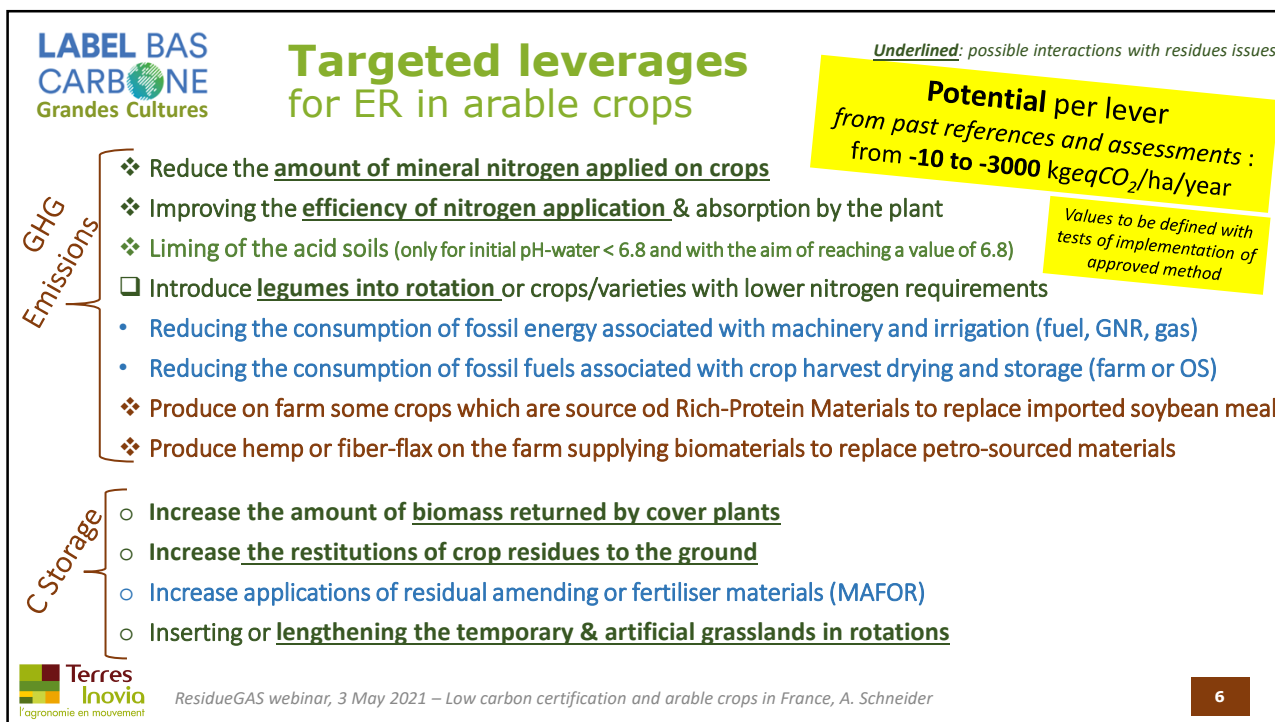 LABEL BAS
CARBONE
Grandes Cultures
Targeted leverages
for ER in arable crops
Underlined: possible interactions with residues issues
Potential per lever
from past references and assessments :
from -10 to -3000 kgeqCO2/ha/year
Values to be defined with
tests of implementation of
approved method
GHG
Emissions
Reduce the amount of mineral nitrogen applied on crops
Improving the efficiency of nitrogen application & absorption by the plant
Liming of the acid soils (only for initial pH-water < 6.8 and with the aim of reaching a value of 6.8)
Introduce legumes into rotation or crops/varieties with lower nitrogen requirements
Reducing the consumption of fossil energy associated with machinery and irrigation (fuel, GNR, gas)
Reducing the consumption of fossil fuels associated with crop harvest drying and storage (farm or OS)
Produce on farm some crops which are source od Rich-Protein Materials to replace imported soybean meal
Produce hemp or fiber-flax on the farm supplying biomaterials to replace petro-sourced materials
C Storage
Increase the amount of biomass returned by cover plants
Increase the restitutions of crop residues to the ground
Increase applications of residual amending or fertiliser materials (MAFOR)
Inserting or lengthening the temporary & artificial grasslands in rotations
Terres
Inovia
l'agronomie en mouvement
ResidueGAS webinar, 3 May 2021 – Low carbon certification and arable crops in France, A. Schneider
6